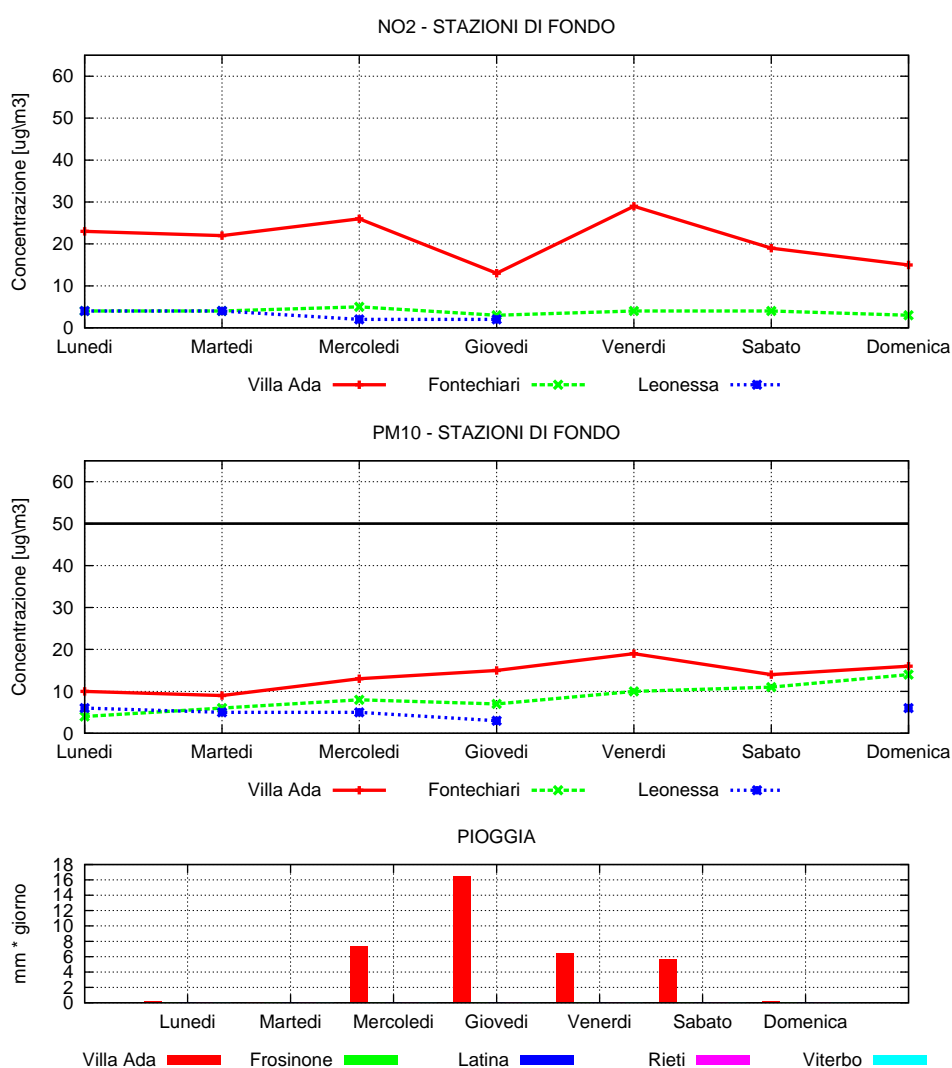 NO2 - STAZIONI DI FONDO
Concentrazione [ug\m3]
60
50
40
30
20
10
0
Lunedi Martedi Mercoledi Giovedi Venerdi Sabato Domenica
Villa Ada Fontechiari Leonessa
PM10 - STAZIONI DI FONDO
Concentrazione [ug\m3]
60
50
40
30
20
10
0
Lunedi Martedi Mercoledi Giovedi Venerdi Sabato Domenica
Villa Ada Fontechiari Leonessa
PIOGGIA
mm * giorno
18
16
14
12
10
8
6
4
2
0
Lunedi Martedi Mercoledi Giovedi Venerdi Sabato Domenica
Villa Ada Frosinone Latina Rieti Viterbo